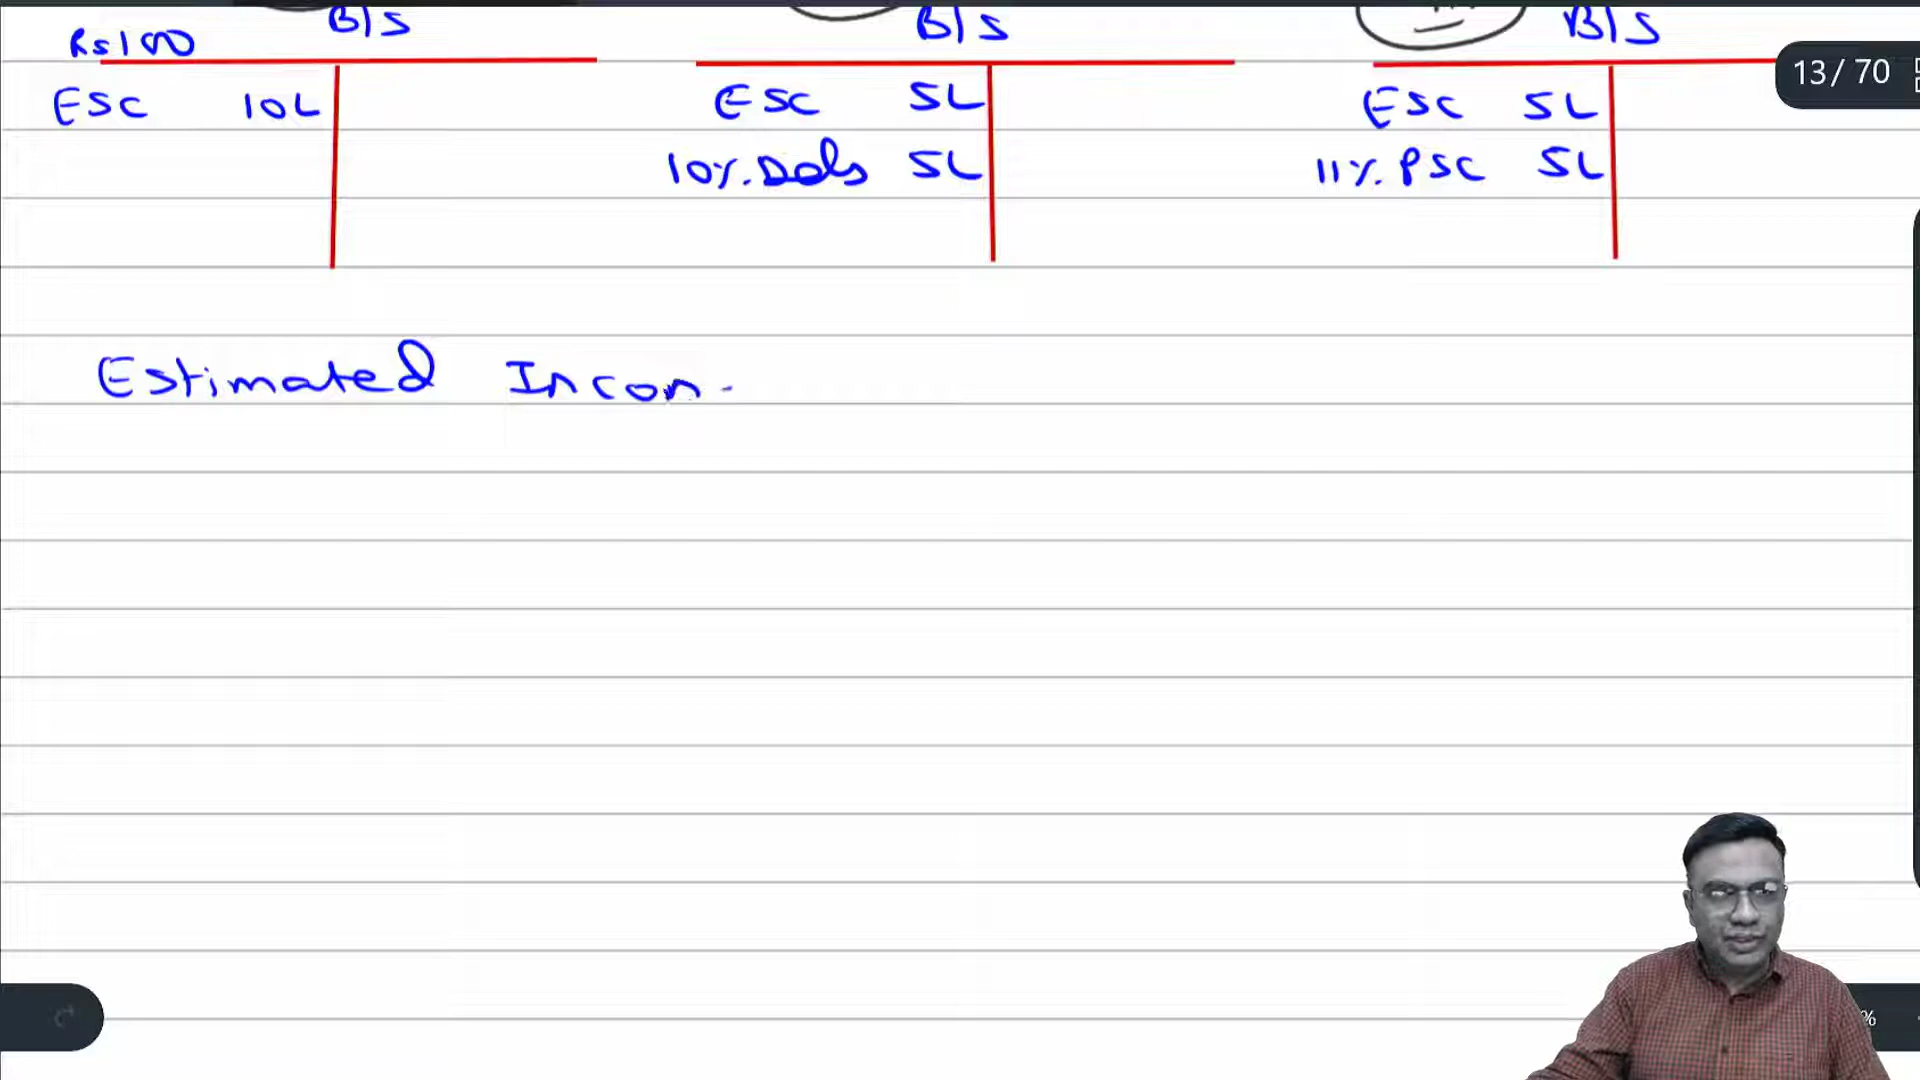 B/S B/S B/S
Rs100
13/ 70
ESC 10L ESC 5L ESC 5L
10%. Debs 5L 11%. PSC 5L
Estimated Incom
%